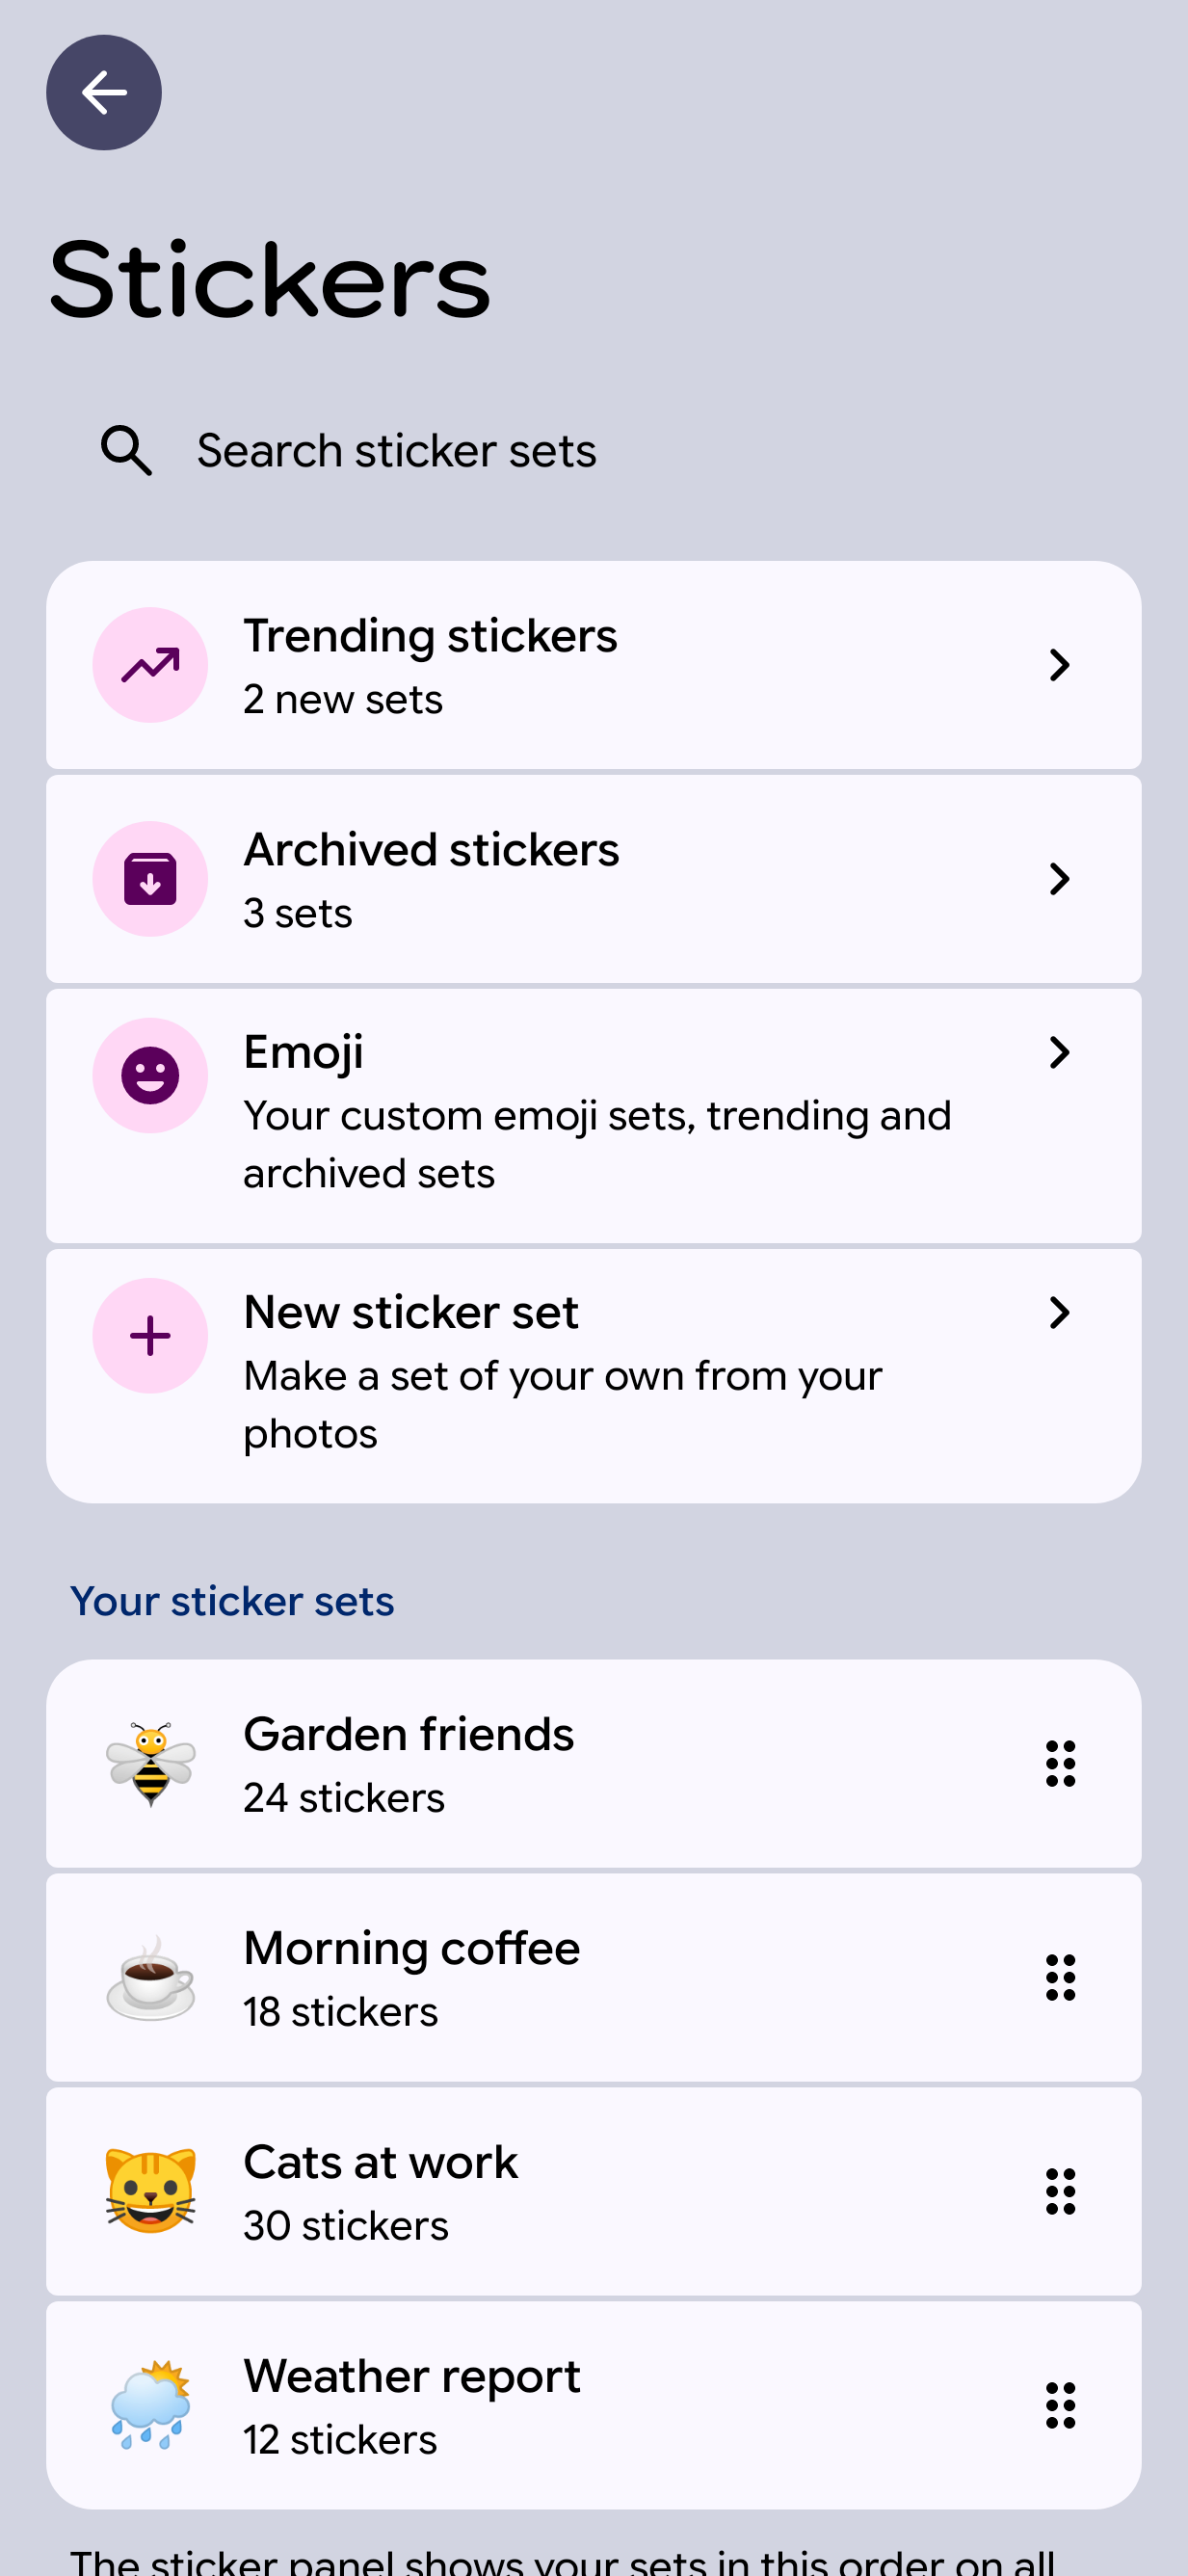 Stickers
Search sticker sets
Trending stickers
2 new sets
Archived stickers
3 sets
Emoji
Your custom emoji sets, trending and
archived sets
New sticker set
Make a set of your own from your
photos
Your sticker sets
Garden friends
24 stickers
Morning coffee
18 stickers
Cats at work
30 stickers
Weather report
12 stickers
The sticker panel shows your sets in this order on all